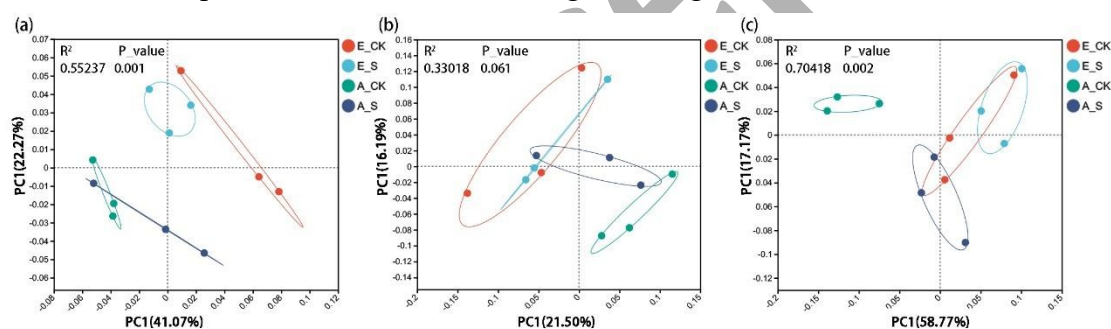 (a)
R² P_value
0.55237 0.001
E_CK
E_S
A_CK
A_S
PC1(22.27%)
0.07
0.06
0.05
0.04
0.03
0.02
0.01
0
-0.01
-0.02
-0.03
-0.04
-0.05
-0.06
-0.08
-0.06
-0.04
-0.02
0
0.02
0.04
0.06
0.08
0.1
0.12
PC1(41.07%)
(b)
R² P_value
0.33018 0.061
E_CK
E_S
A_CK
A_S
PC1(16.19%)
0.16
0.14
0.12
0.1
0.08
0.06
0.04
0.02
0
-0.02
-0.04
-0.06
-0.08
-0.1
-0.12
-0.14
-0.2
0.15
0.1
0.05
0
0.05
0.1
0.15
PC1(21.50%)
(c)
R² P_value
0.70418 0.002
E_CK
E_S
A_CK
A_S
PC1(17.17%)
0.08
0.06
0.04
0.02
0
0.02
0.04
0.06
0.08
0.1
0.12
-0.2
-0.15
-0.1
0.05
0
0.05
0.1
0.15
PC1(58.77%)